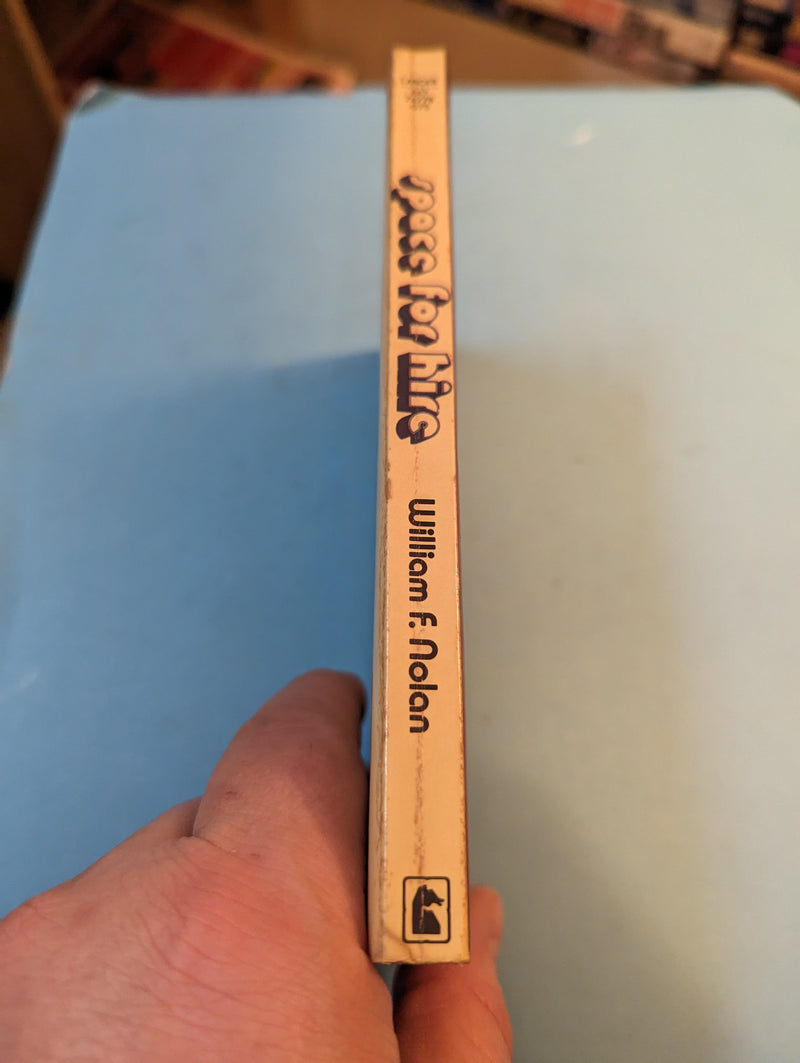 space for hire
William F. Nolan